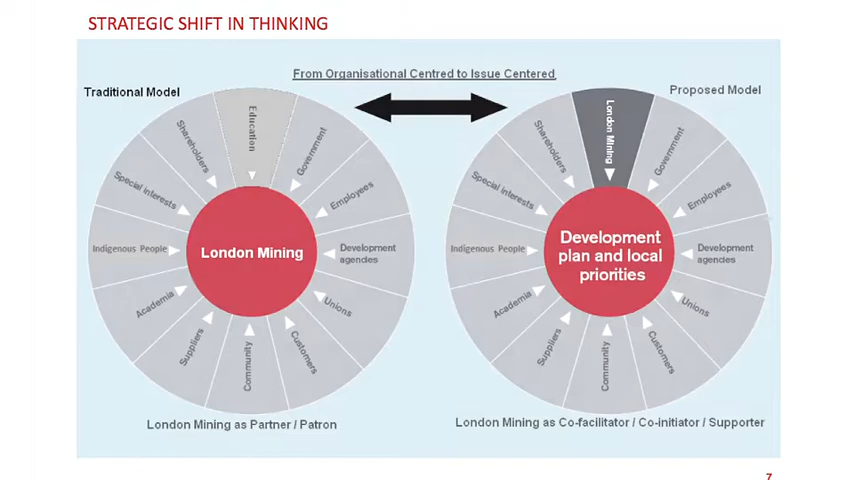 STRATEGIC SHIFT IN THINKING
From Organisational Centred to Issue Centered
Traditional Model
Education
Government
Employees
Development
agencies
Unions
Customers
Community
Suppliers
Academia
Indigenous People
Special interests
Shareholders
London Mining
London Mining as Partner / Patron
Proposed Model
London Mining
Government
Employees
Development
agencies
Unions
Customers
Community
Suppliers
Academia
Indigenous People
Special interests
Shareholders
Development
plan and local
priorities
London Mining as Co-facilitator / Co-initiator / Supporter
7